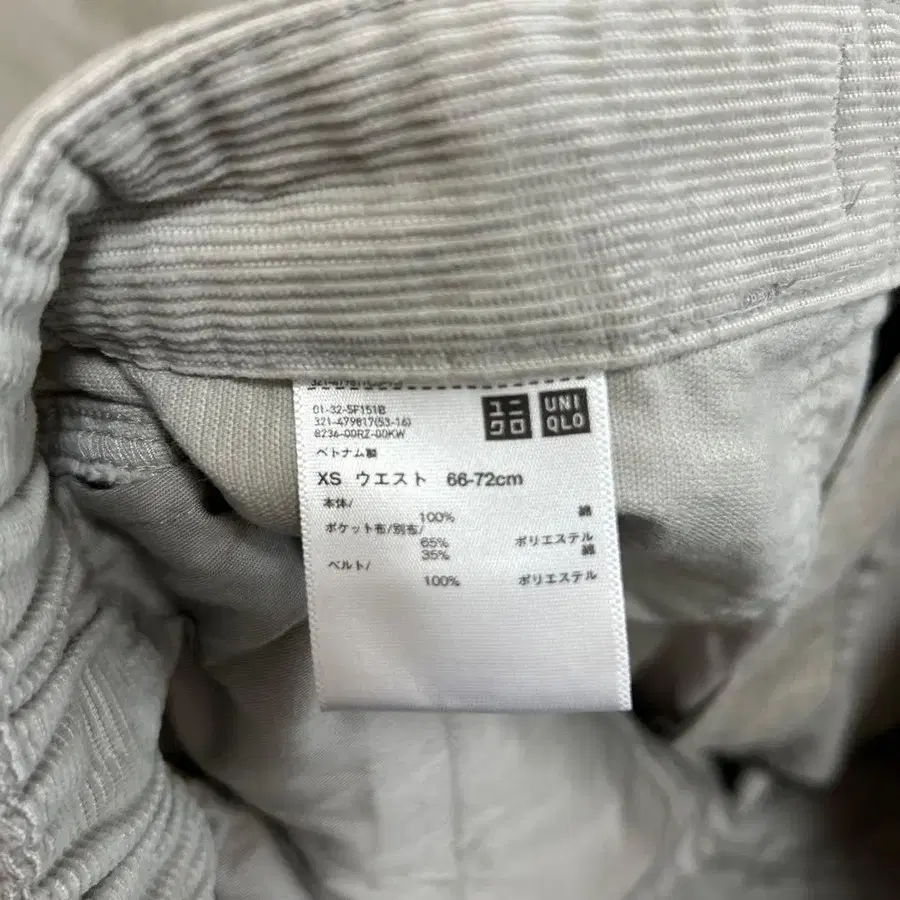 ユニ
クロ
UNI
QLO
01-32-SF151B
321-479817(53-16)
8236-00RZ-00KW
ベトナム製
XS ウエスト 66-72cm
本体/
100% 綿
ポケット布/別布/
65% ポリエステル
35% 綿
ベルト/
100% ポリエステル